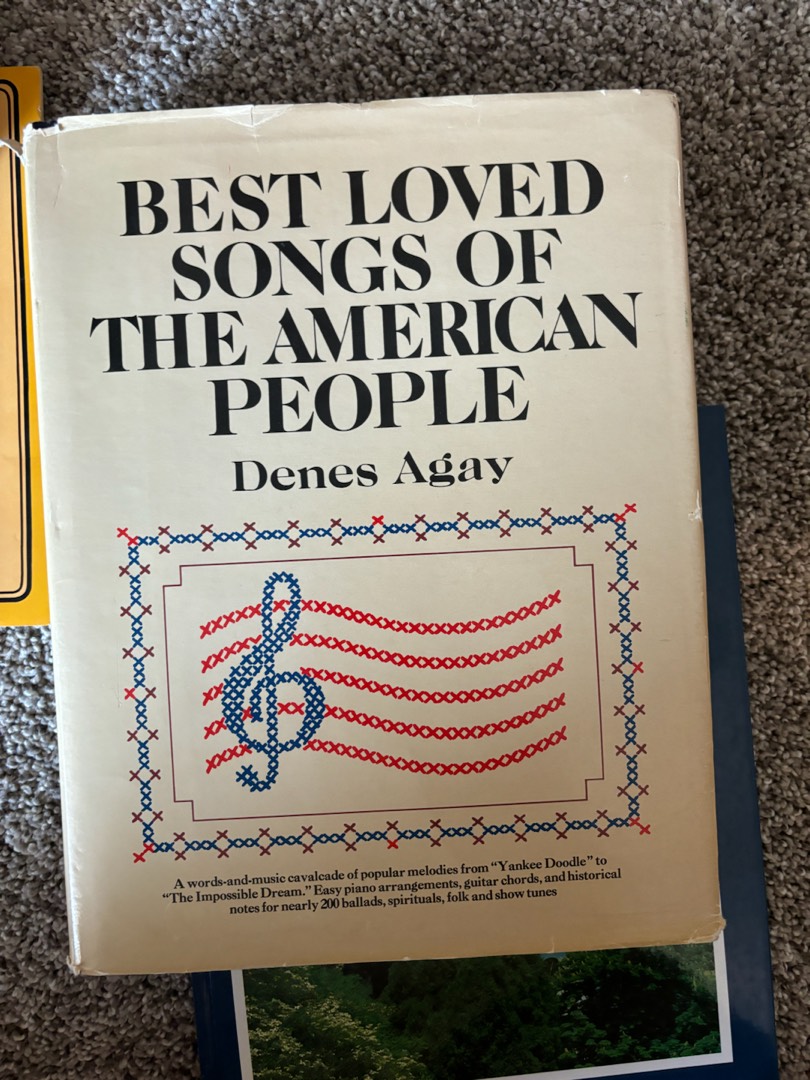 BEST LOVED
SONGS OF
THE AMERICAN
PEOPLE
Denes Agay
A words-and-music cavalcade of popular melodies from “Yankee Doodle” to
“The Impossible Dream.” Easy piano arrangements, guitar chords, and historical
notes for nearly 200 ballads, spirituals, folk and show tunes